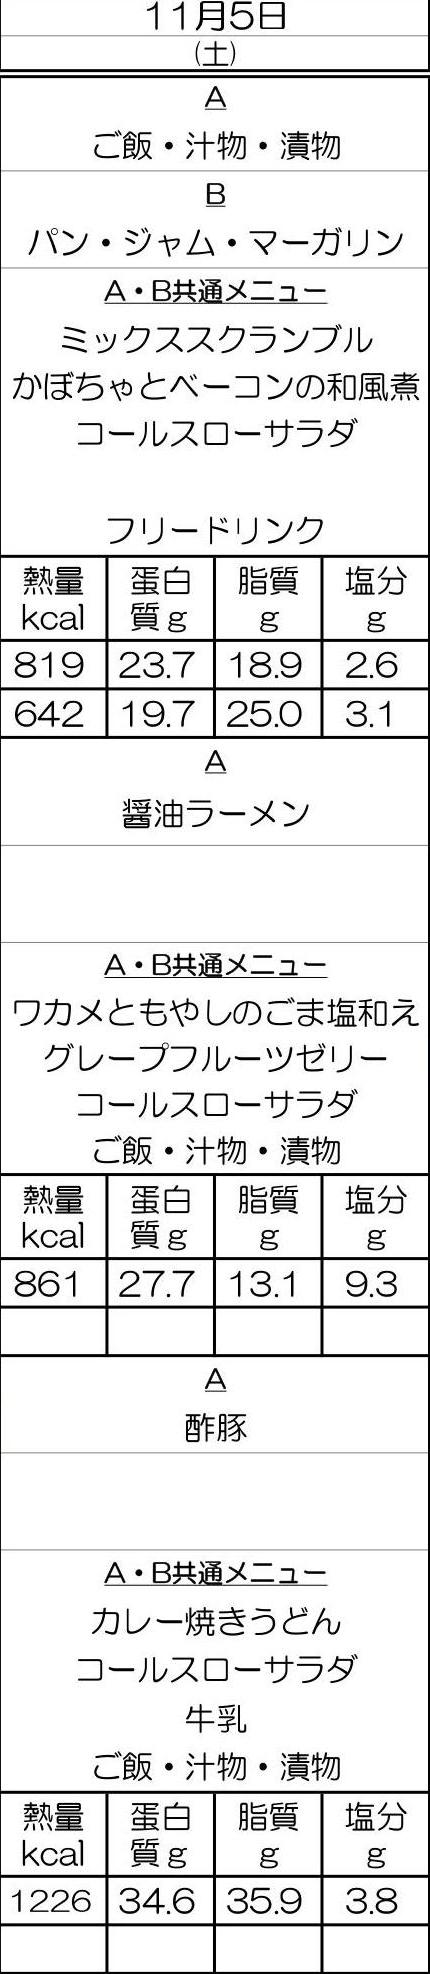 11月5日
(土)
A
ご飯・汁物・漬物
B
パン・ジャム・マーガリン
A・B共通メニュー
ミックススクランブル
かぼちゃとベーコンの和風煮
コールスローサラダ
フリードリンク
熱量 蛋白 脂質 塩分
kcal 質g g g
819 23.7 18.9 2.6
642 19.7 25.0 3.1
A
醤油ラーメン
A・B共通メニュー
ワカメともやしのごま塩和え
グレープフルーツゼリー
コールスローサラダ
ご飯・汁物・漬物
熱量 蛋白 脂質 塩分
kcal 質g g g
861 27.7 13.1 9.3
A
酢豚
A・B共通メニュー
カレー焼きうどん
コールスローサラダ
牛乳
ご飯・汁物・漬物
熱量 蛋白 脂質 塩分
kcal 質g g g
1226 34.6 35.9 3.8